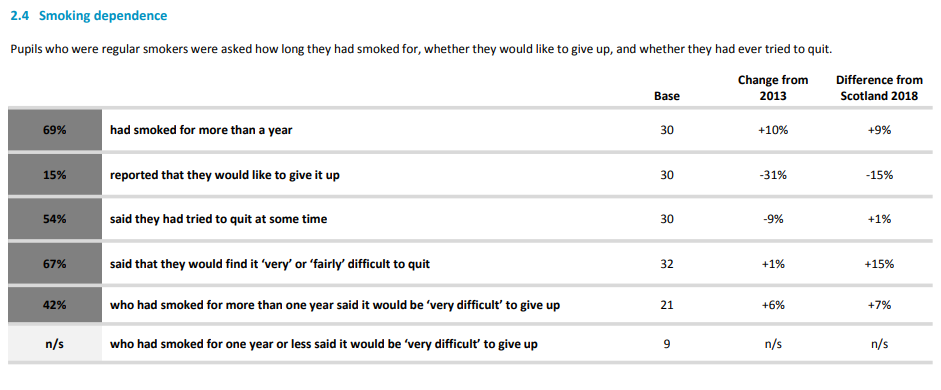 2.4 Smoking dependence
Pupils who were regular smokers were asked how long they had smoked for, whether they would like to give up, and whether they had ever tried to quit.
Base Change from 2013 Difference from Scotland 2018
69% had smoked for more than a year 30 +10% +9%
15% reported that they would like to give it up 30 -31% -15%
54% said they had tried to quit at some time 30 -9% +1%
67% said that they would find it ‘very’ or ‘fairly’ difficult to quit 32 +1% +15%
42% who had smoked for more than one year said it would be ‘very difficult’ to give up 21 +6% +7%
n/s who had smoked for one year or less said it would be ‘very difficult’ to give up 9 n/s n/s